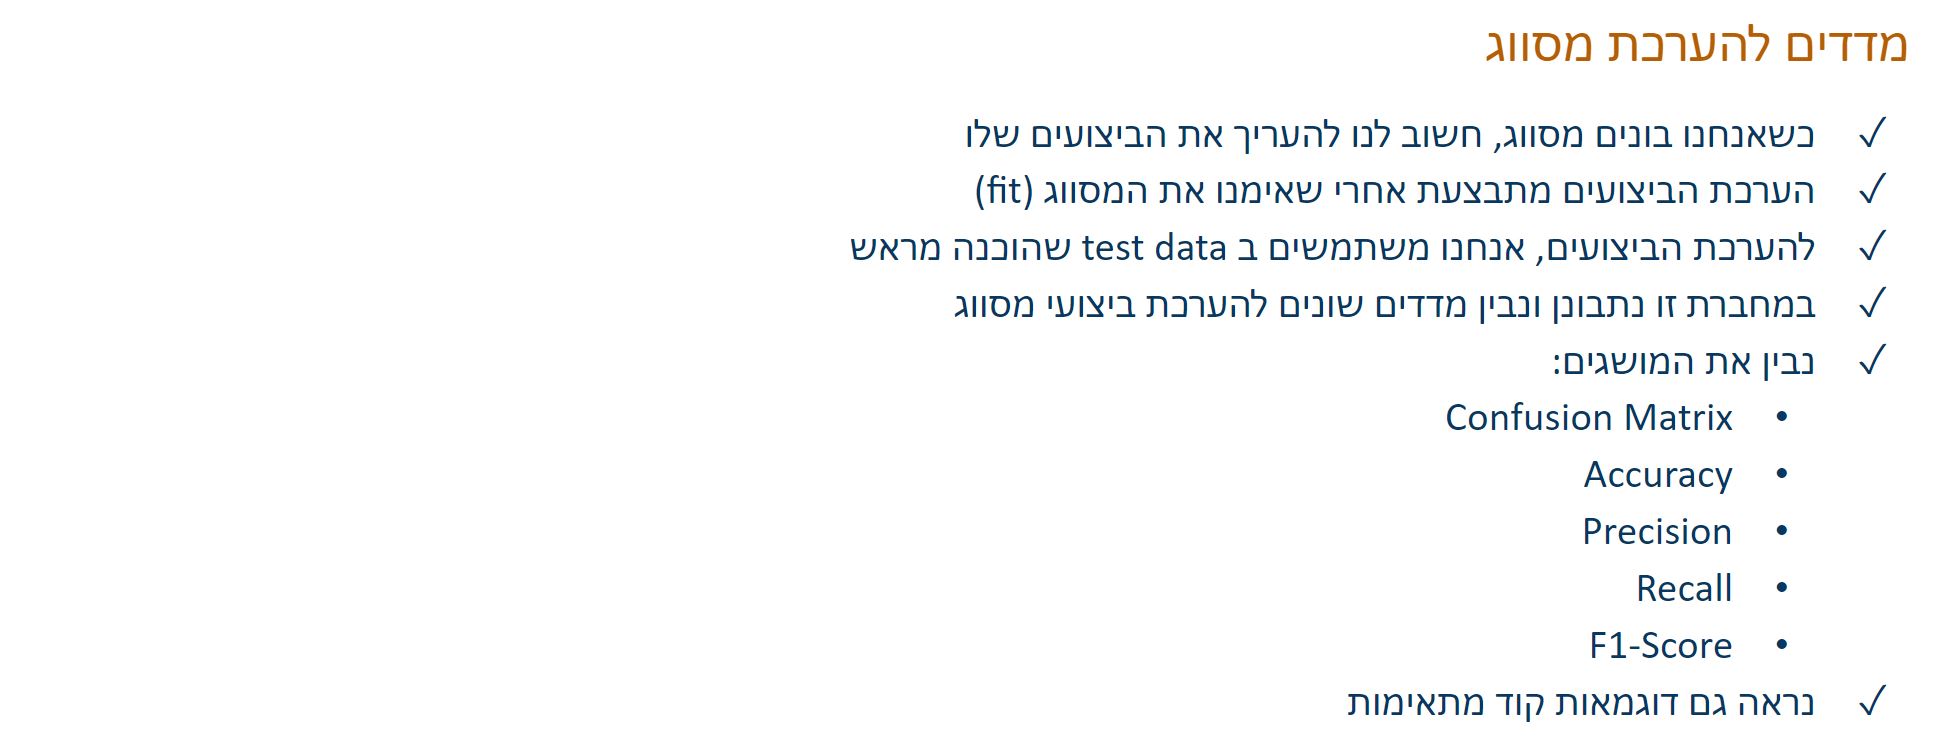 מדדים להערכת מסווג
✓ כשאנחנו בונים מסווג, חשוב לנו להעריך את הביצועים שלו
✓ הערכת הביצועים מתבצעת אחרי שאימנו את המסווג (fit)
✓ להערכת הביצועים, אנחנו משתמשים ב test data שהוכנה מראש
✓ במחברת זו נתבונן ונבין מדדים שונים להערכת ביצועי מסווג
✓ נבין את המושגים:
• Confusion Matrix
• Accuracy
• Precision
• Recall
• F1-Score
✓ נראה גם דוגמאות קוד מתאימות